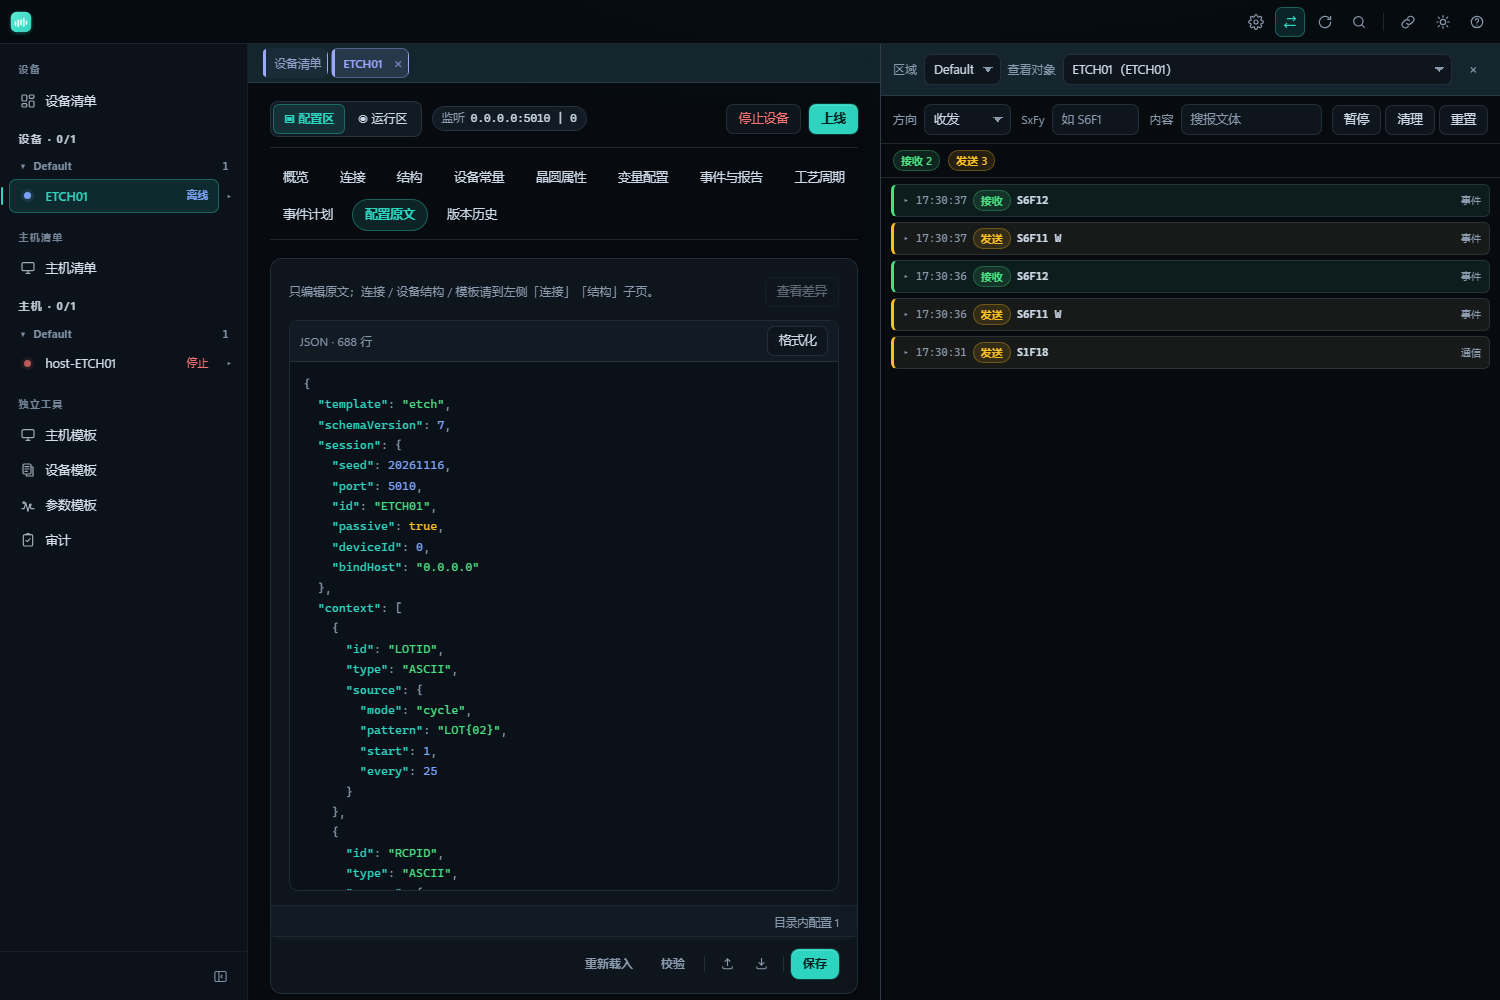 设备
设备清单
设备 · 0/1
Default 1
ETCH01 离线
主机清单
主机清单
主机 · 0/1
Default 1
host-ETCH01 停止
独立工具
主机模板
设备模板
参数模板
审计
设备清单 ETCH01 ×
配置区 运行区 监听 0.0.0.0:5010 | 0 停止设备 上线
概览 连接 结构 设备常量 晶圆属性 变量配置 事件与报告 工艺周期
事件计划 配置原文 版本历史
只编辑原文；连接 / 设备结构 / 模板请到左侧「连接」「结构」子页。 查看差异
JSON · 688 行 格式化
{
"template": "etch",
"schemaVersion": 7,
"session": {
"seed": 20261116,
"port": 5010,
"id": "ETCH01",
"passive": true,
"deviceId": 0,
"bindHost": "0.0.0.0"
},
"context": [
{
"id": "LOTID",
"type": "ASCII",
"source": {
"mode": "cycle",
"pattern": "LOT{02}",
"start": 1,
"every": 25
}
},
{
"id": "RCPID",
"type": "ASCII",
目录内配置 1
重新载入 校验 保存
区域 Default 查看对象 ETCH01 (ETCH01) ×
方向 收发 SxFy 如 S6F1 内容 搜报文体 暂停 清理 重置
接收 2 发送 3
17:30:37 接收 S6F12 事件
17:30:37 发送 S6F11 W 事件
17:30:36 接收 S6F12 事件
17:30:36 发送 S6F11 W 事件
17:30:31 发送 S1F18 通信